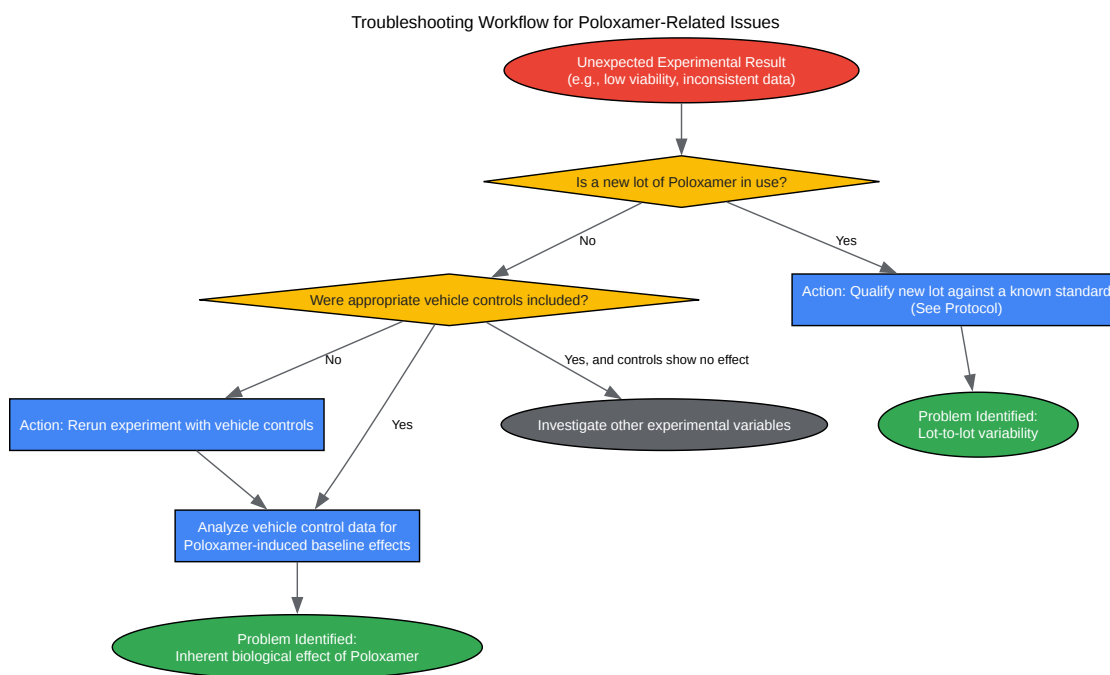 Troubleshooting Workflow for Poloxamer-Related Issues
Unexpected Experimental Result
(e.g., low viability, inconsistent data)
Is a new lot of Poloxamer in use?
No
Yes
Were appropriate vehicle controls included?
Action: Qualify new lot against a known standard
(See Protocol)
No
Yes, and controls show no effect
Yes
Action: Rerun experiment with vehicle controls
Investigate other experimental variables
Problem Identified:
Lot-to-lot variability
Analyze vehicle control data for
Poloxamer-induced baseline effects
Problem Identified:
Inherent biological effect of Poloxamer